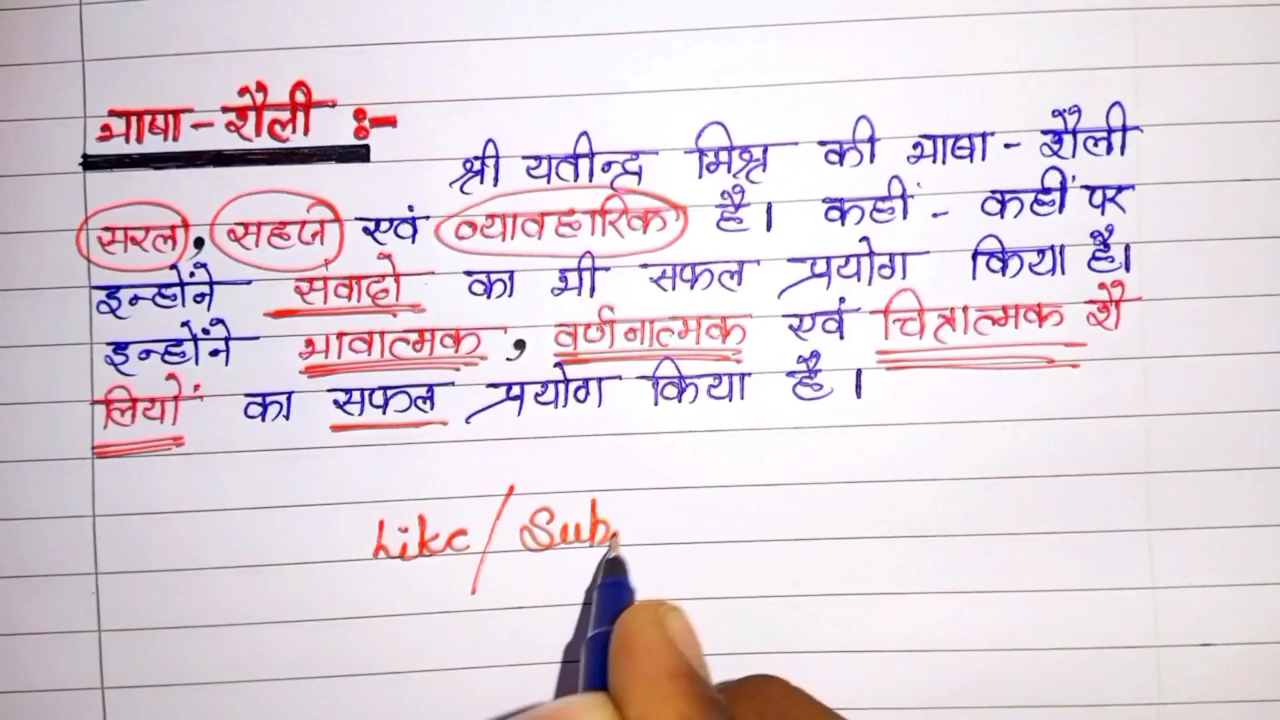 भाषा-शैली :-
श्री यतीन्द्र मिश्र की भाषा-शैली
सरल, सहज एवं व्यावहारिक है। कहीं-कहीं पर
इन्होंने संवादो का भी सफल प्रयोग किया है।
इन्होंने भावात्मक, वर्णनात्मक एवं चित्रात्मक शै
लियों का सफल प्रयोग किया है।
Like/Sub